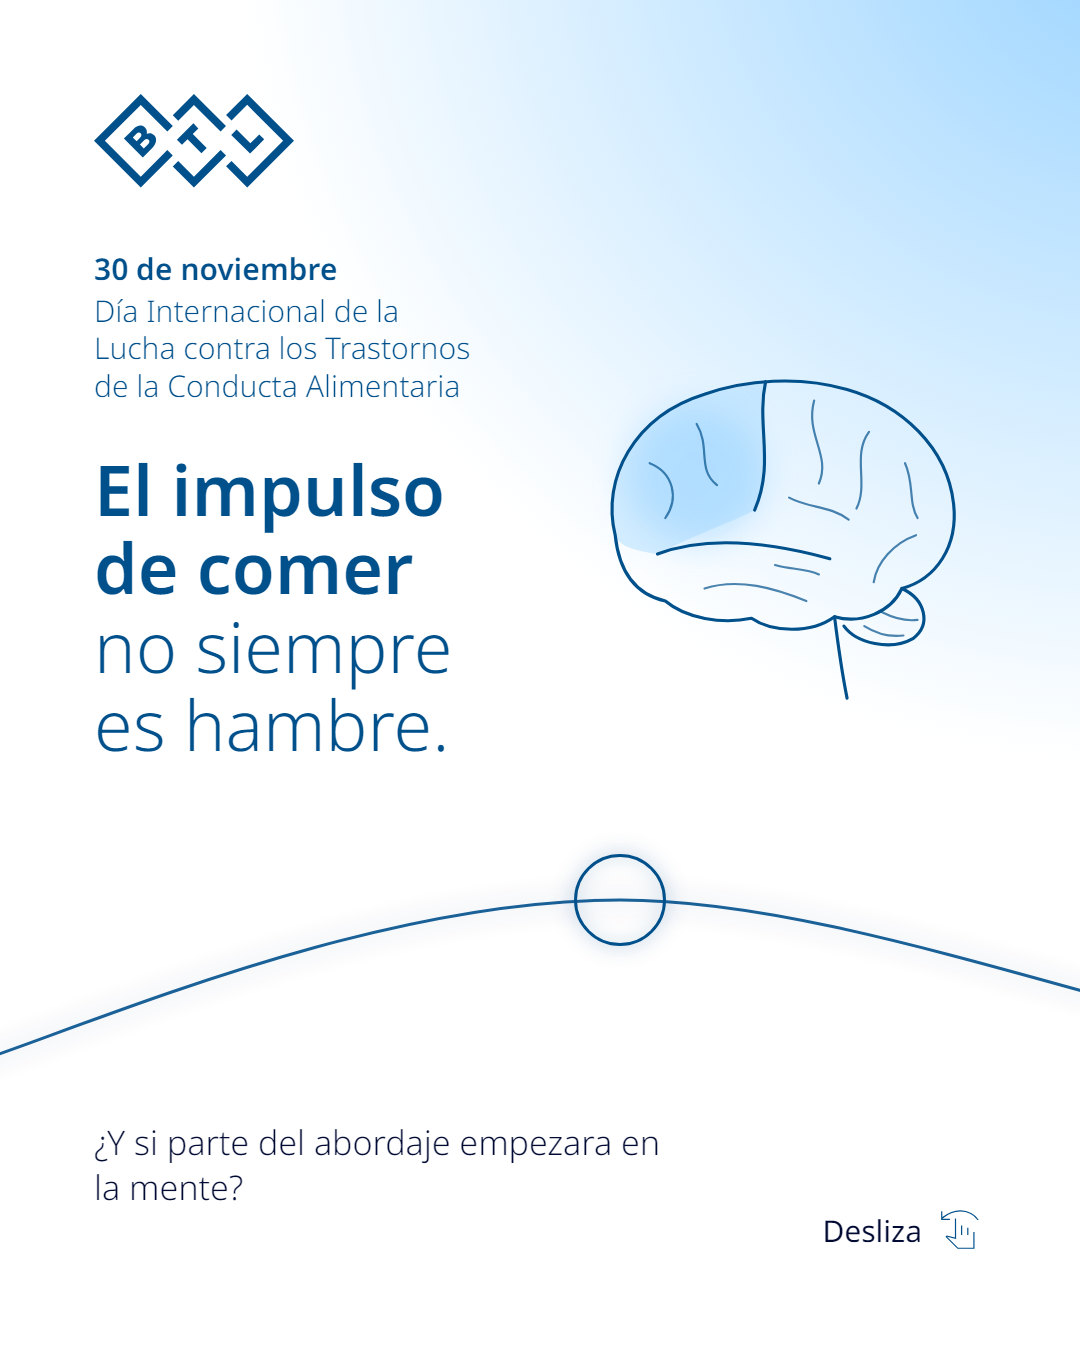 BTL
30 de noviembre
Día Internacional de la
Lucha contra los Trastornos
de la Conducta Alimentaria
El impulso
de comer
no siempre
es hambre.
¿Y si parte del abordaje empezara en
la mente?
Desliza